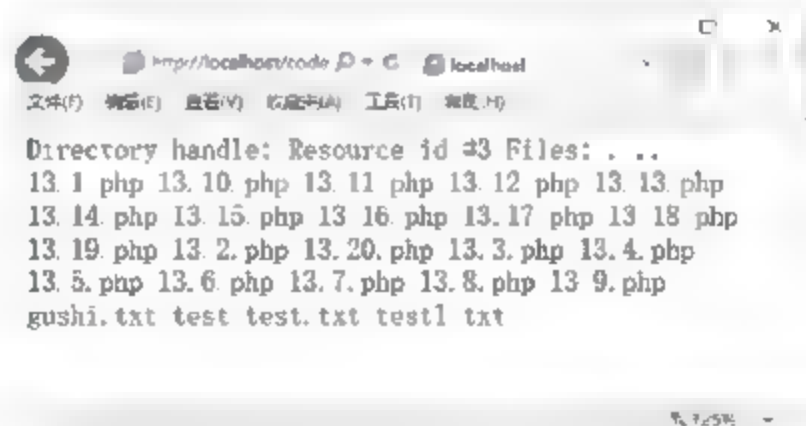 http://localhost/code localhost
文件(F) 编辑(E) 查看(V) 收藏夹(A) 工具(T) 帮助(H)
Directory handle: Resource id #3 Files: . ..
13.1 php 13.10.php 13.11 php 13.12 php 13.13.php
13.14.php 13.15.php 13 16.php 13.17 php 13 18 php
13.19.php 13.2.php 13.20.php 13.3.php 13.4.php
13.5.php 13.6 php 13.7.php 13.8.php 13 9.php
gushi.txt test test.txt test1 txt
125%